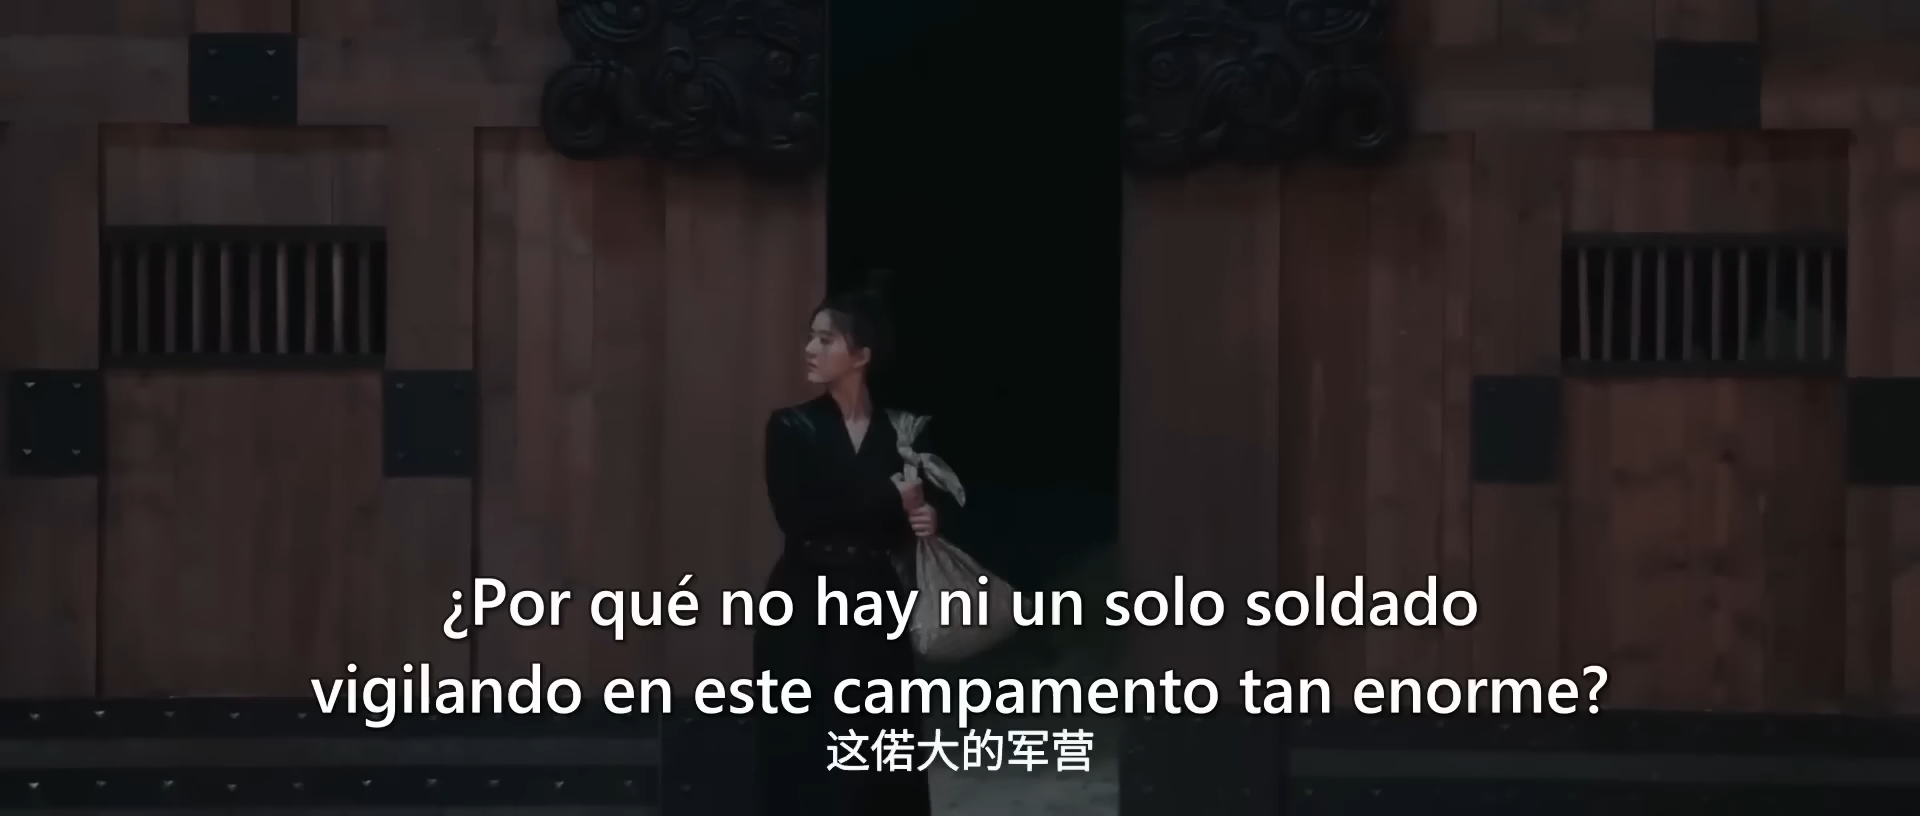 ¿Por qué no hay ni un solo soldado
vigilando en este campamento tan enorme?
这偌大的军营